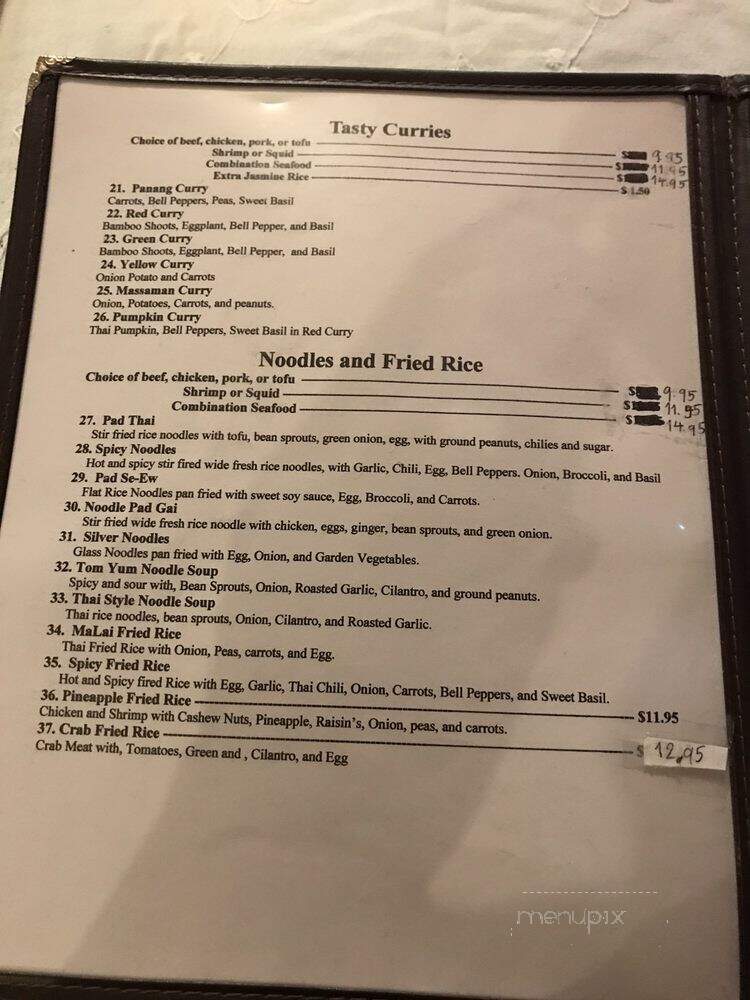 Tasty Curries
Choice of beef, chicken, pork, or tofu $ 9.95
Shrimp or Squid $ 11.95
Combination Seafood $ 14.95
Extra Jasmine Rice $ 1.50
21. Panang Curry
Carrots, Bell Peppers, Peas, Sweet Basil
22. Red Curry
Bamboo Shoots, Eggplant, Bell Pepper, and Basil
23. Green Curry
Bamboo Shoots, Eggplant, Bell Pepper, and Basil
24. Yellow Curry
Onion Potato and Carrots
25. Massaman Curry
Onion, Potatoes, Carrots, and peanuts.
26. Pumpkin Curry
Thai Pumpkin, Bell Peppers, Sweet Basil in Red Curry
Noodles and Fried Rice
Choice of beef, chicken, pork, or tofu $ 9.95
Shrimp or Squid $ 11.95
Combination Seafood $ 14.95
27. Pad Thai
Stir fried rice noodles with tofu, bean sprouts, green onion, egg, with ground peanuts, chilies and sugar.
28. Spicy Noodles
Hot and spicy stir fired wide fresh rice noodles, with Garlic, Chili, Egg, Bell Peppers. Onion, Broccoli, and Basil
29. Pad Se-Ew
Flat Rice Noodles pan fried with sweet soy sauce, Egg, Broccoli, and Carrots.
30. Noodle Pad Gai
Stir fried wide fresh rice noodle with chicken, eggs, ginger, bean sprouts, and green onion.
31. Silver Noodles
Glass Noodles pan fried with Egg, Onion, and Garden Vegetables.
32. Tom Yum Noodle Soup
Spicy and sour with, Bean Sprouts, Onion, Roasted Garlic, Cilantro, and ground peanuts.
33. Thai Style Noodle Soup
Thai rice noodles, bean sprouts, Onion, Cilantro, and Roasted Garlic.
34. MaLai Fried Rice
Thai Fried Rice with Onion, Peas, carrots, and Egg.
35. Spicy Fried Rice
Hot and Spicy fired Rice with Egg, Garlic, Thai Chili, Onion, Carrots, Bell Peppers, and Sweet Basil.
36. Pineapple Fried Rice $11.95
Chicken and Shrimp with Cashew Nuts, Pineapple, Raisin's, Onion, peas, and carrots.
37. Crab Fried Rice $ 12.95
Crab Meat with, Tomatoes, Green and , Cilantro, and Egg
menupix